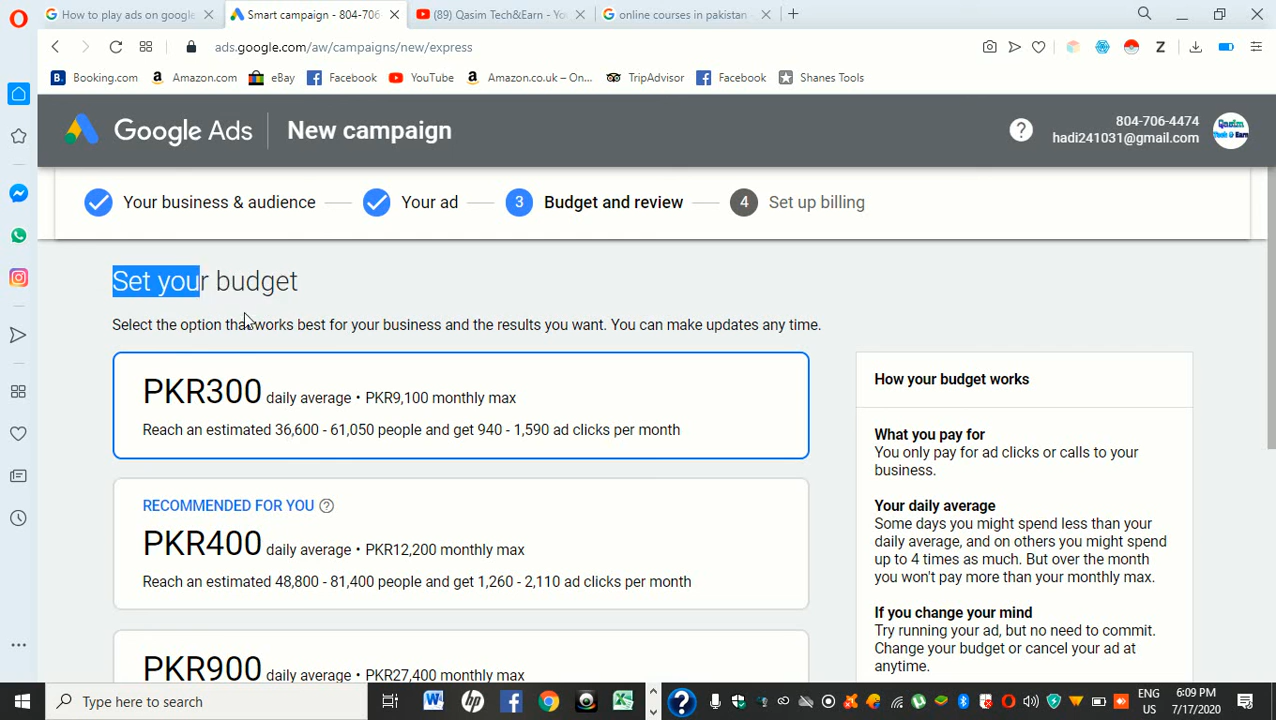 How to play ads on google
Smart campaign - 804-706-
(89) Qasim Tech&Earn - Yo
online courses in pakistan
ads.google.com/aw/campaigns/new/express
Booking.com
Amazon.com
eBay
Facebook
YouTube
Amazon.co.uk – On...
TripAdvisor
Facebook
Shanes Tools
Google Ads
New campaign
804-706-4474
hadi241031@gmail.com
Qasim
Tech & Earn
Your business & audience
Your ad
3 Budget and review
4 Set up billing
Set your budget
Select the option that works best for your business and the results you want. You can make updates any time.
PKR300 daily average • PKR9,100 monthly max
Reach an estimated 36,600 - 61,050 people and get 940 - 1,590 ad clicks per month
RECOMMENDED FOR YOU
PKR400 daily average • PKR12,200 monthly max
Reach an estimated 48,800 - 81,400 people and get 1,260 - 2,110 ad clicks per month
PKR900 daily average • PKR27,400 monthly max
How your budget works
What you pay for
You only pay for ad clicks or calls to your
business.
Your daily average
Some days you might spend less than your
daily average, and on others you might spend
up to 4 times as much. But over the month
you won't pay more than your monthly max.
If you change your mind
Try running your ad, but no need to commit.
Change your budget or cancel your ad at
anytime.
Type here to search
ENG
US
6:09 PM
7/17/2020